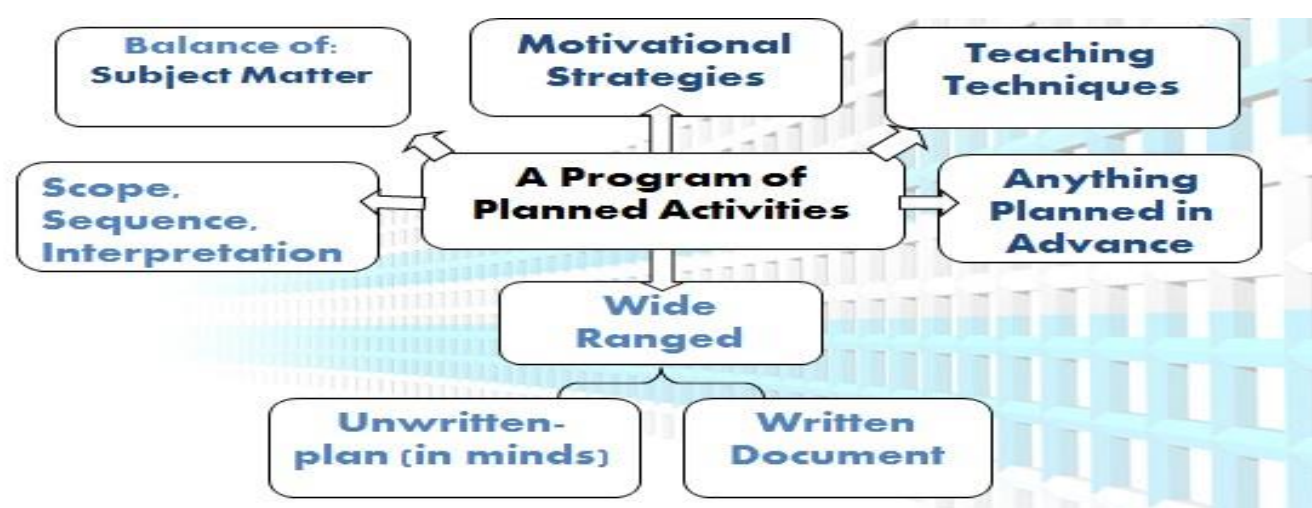 Balance of:
Subject Matter
Motivational
Strategies
Teaching
Techniques
Scope,
Sequence,
Interpretation
A Program of
Planned Activities
Anything
Planned in
Advance
Wide
Ranged
Unwritten-
plan (in minds)
Written
Document